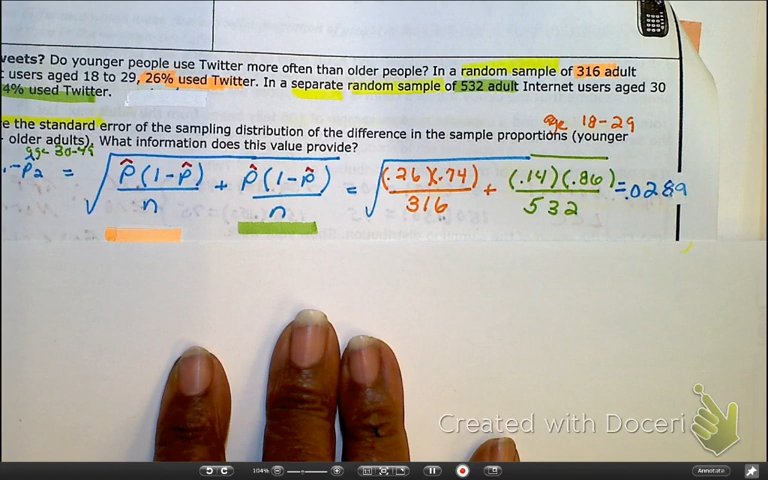 weets? Do younger people use Twitter more often than older people? In a random sample of 316 adult
t users aged 18 to 29, 26% used Twitter. In a separate random sample of 532 adult Internet users aged 30
4% used Twitter.
age 18-29
e the standard error of the sampling distribution of the difference in the sample proportions (younger
older adults). What information does this value provide?
age 30-49
-p̂2 = √ p̂(1-p̂)/n + p̂(1-p̂)/n = √ (.26)(.74)/316 + (.14)(.86)/532 = .0289
Created with Doceri
104%
Annotate